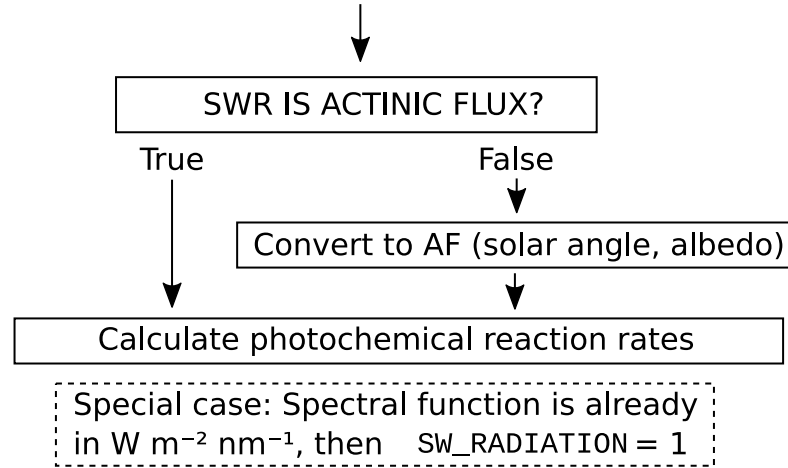 SWR IS ACTINIC FLUX?
True False
Convert to AF (solar angle, albedo)
Calculate photochemical reaction rates
Special case: Spectral function is already
in W m⁻² nm⁻¹, then SW_RADIATION = 1